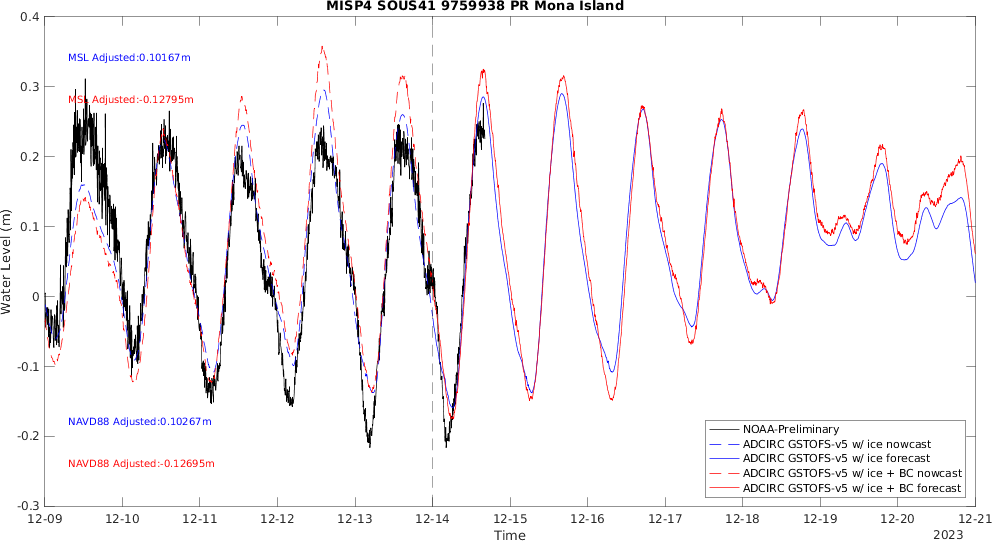 MISP4 SOUS41 9759938 PR Mona Island
0.4
0.3
0.2
0.1
0
-0.1
-0.2
-0.3
Water Level (m)
MSL Adjusted:0.10167m
MSL Adjusted:-0.12795m
NAVD88 Adjusted:0.10267m
NAVD88 Adjusted:-0.12695m
NOAA-Preliminary
ADCIRC GSTOFS-v5 w/ ice nowcast
ADCIRC GSTOFS-v5 w/ ice forecast
ADCIRC GSTOFS-v5 w/ice + BC nowcast
ADCIRC GSTOFS-v5 w/ice + BC forecast
12-09 12-10 12-11 12-12 12-13 12-14 12-15 12-16 12-17 12-18 12-19 12-20 12-21
Time
2023